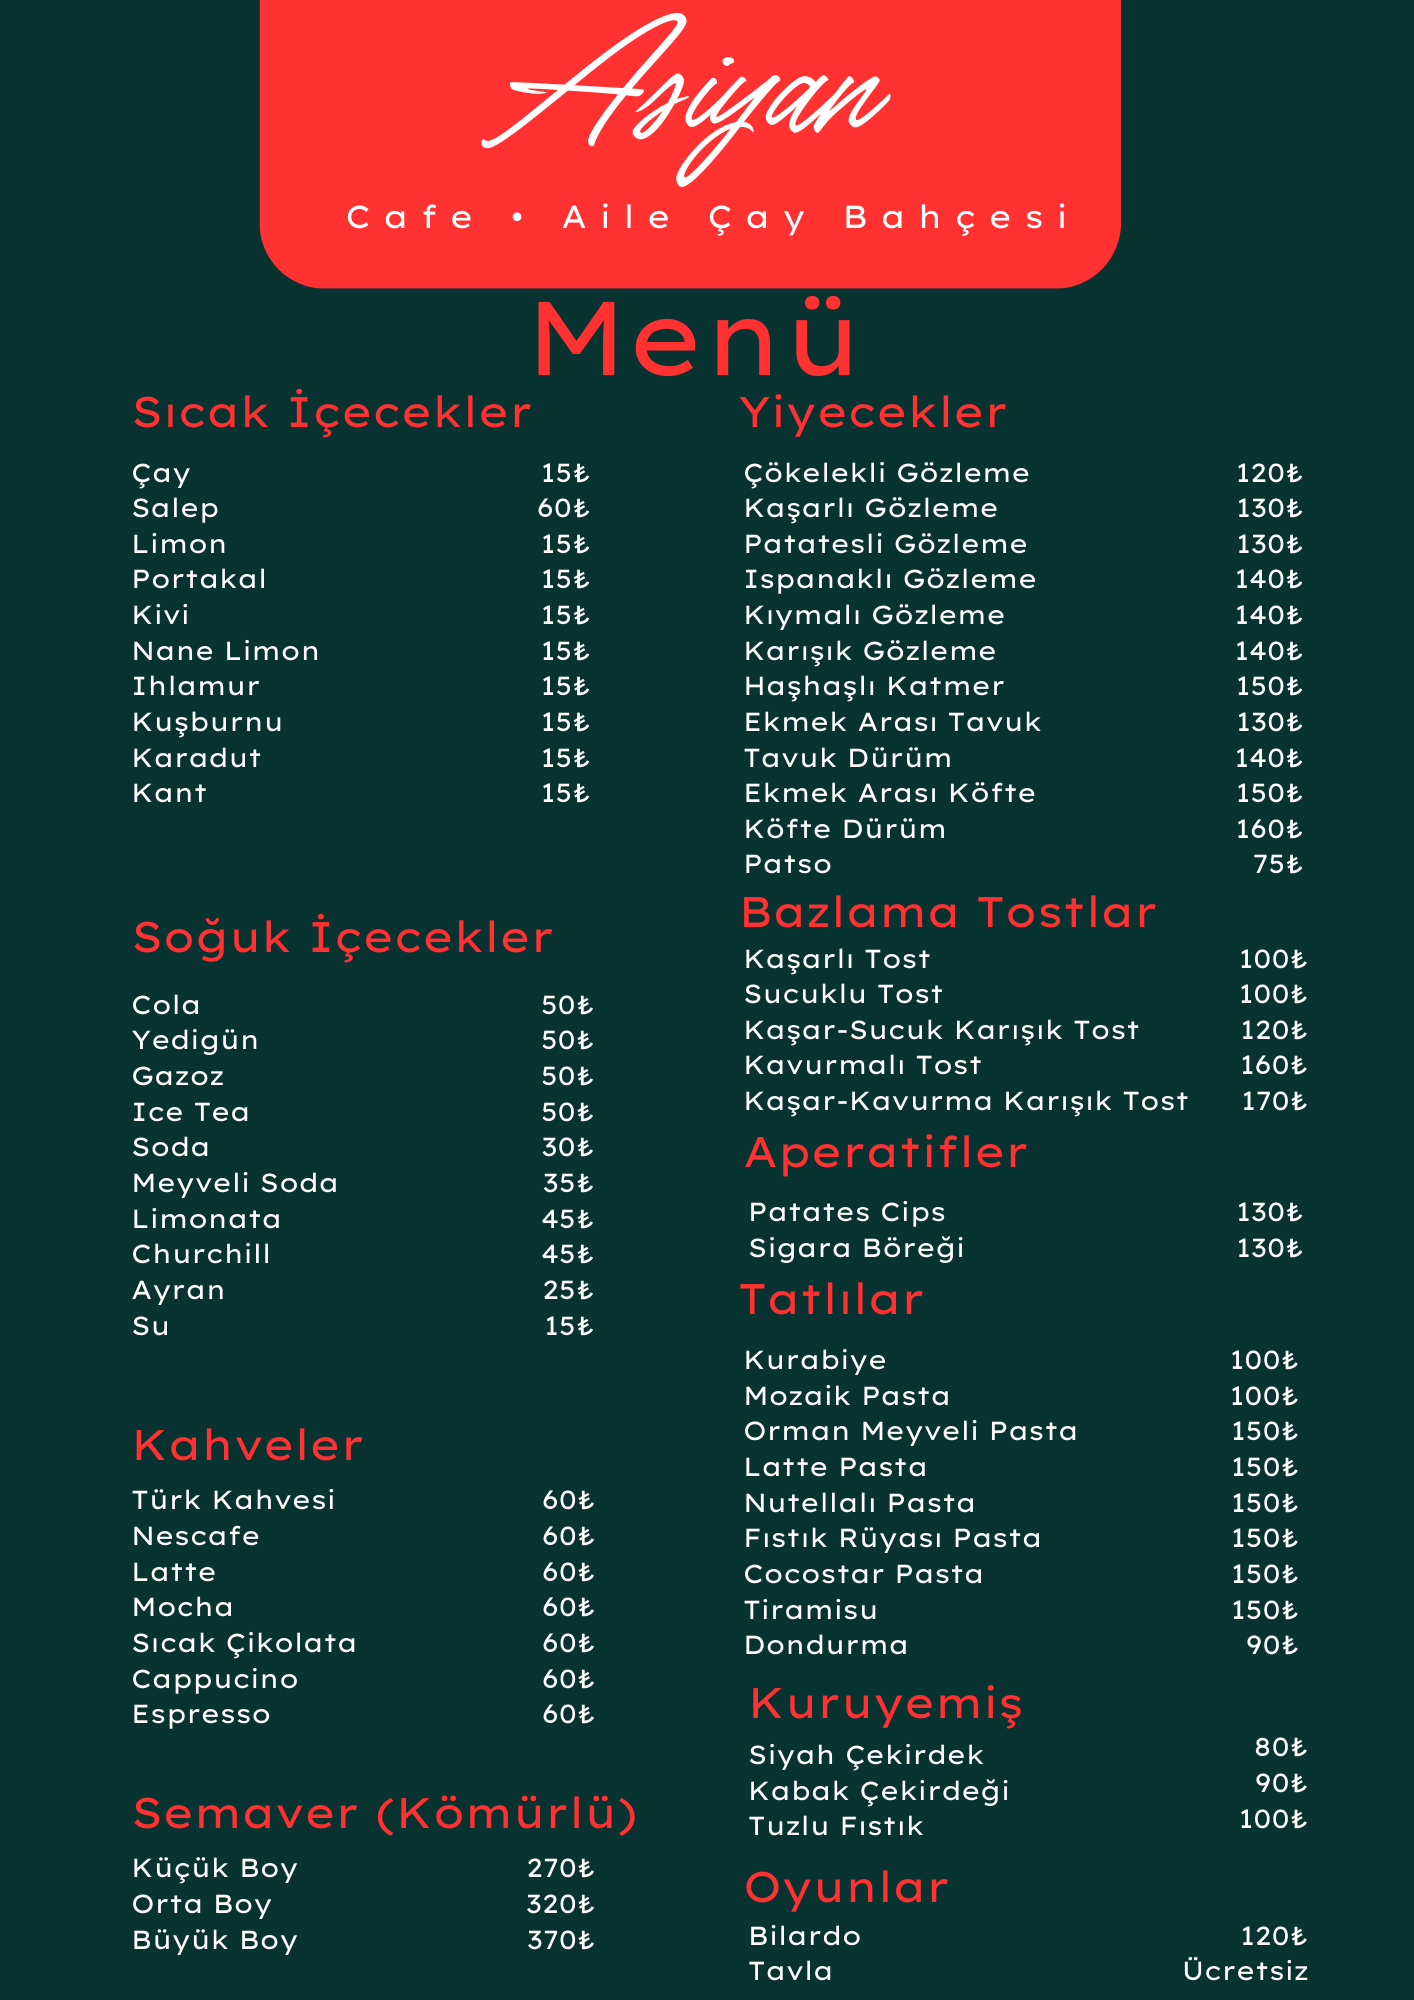 Asiyan
Cafe • Aile Çay Bahçesi
Menü
Sıcak İçecekler
Çay 15₺
Salep 60₺
Limon 15₺
Portakal 15₺
Kivi 15₺
Nane Limon 15₺
Ihlamur 15₺
Kuşburnu 15₺
Karadut 15₺
Kant 15₺
Soğuk İçecekler
Cola 50₺
Yedigün 50₺
Gazoz 50₺
Ice Tea 50₺
Soda 30₺
Meyveli Soda 35₺
Limonata 45₺
Churchill 45₺
Ayran 25₺
Su 15₺
Kahveler
Türk Kahvesi 60₺
Nescafe 60₺
Latte 60₺
Mocha 60₺
Sıcak Çikolata 60₺
Cappucino 60₺
Espresso 60₺
Semaver (Kömürlü)
Küçük Boy 270₺
Orta Boy 320₺
Büyük Boy 370₺
Yiyecekler
Çökelekli Gözleme 120₺
Kaşarlı Gözleme 130₺
Patatesli Gözleme 130₺
Ispanaklı Gözleme 140₺
Kıymalı Gözleme 140₺
Karışık Gözleme 140₺
Haşhaşlı Katmer 150₺
Ekmek Arası Tavuk 130₺
Tavuk Dürüm 140₺
Ekmek Arası Köfte 150₺
Köfte Dürüm 160₺
Patso 75₺
Bazlama Tostlar
Kaşarlı Tost 100₺
Sucuklu Tost 100₺
Kaşar-Sucuk Karışık Tost 120₺
Kavurmalı Tost 160₺
Kaşar-Kavurma Karışık Tost 170₺
Aperatifler
Patates Cips 130₺
Sigara Böreği 130₺
Tatlılar
Kurabiye 100₺
Mozaik Pasta 100₺
Orman Meyveli Pasta 150₺
Latte Pasta 150₺
Nutellalı Pasta 150₺
Fıstık Rüyası Pasta 150₺
Cocostar Pasta 150₺
Tiramisu 150₺
Dondurma 90₺
Kuruyemiş
Siyah Çekirdek 80₺
Kabak Çekirdeği 90₺
Tuzlu Fıstık 100₺
Oyunlar
Bilardo 120₺
Tavla Ücretsiz